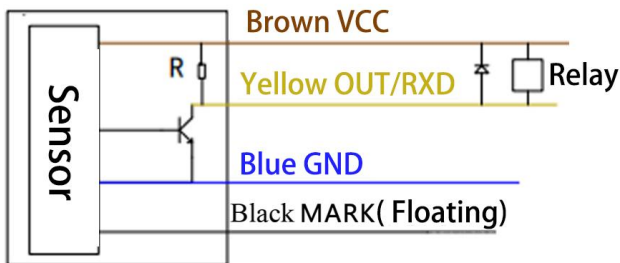 Brown VCC
R
Yellow OUT/RXD
Relay
Sensor
Blue GND
Black MARK( Floating)